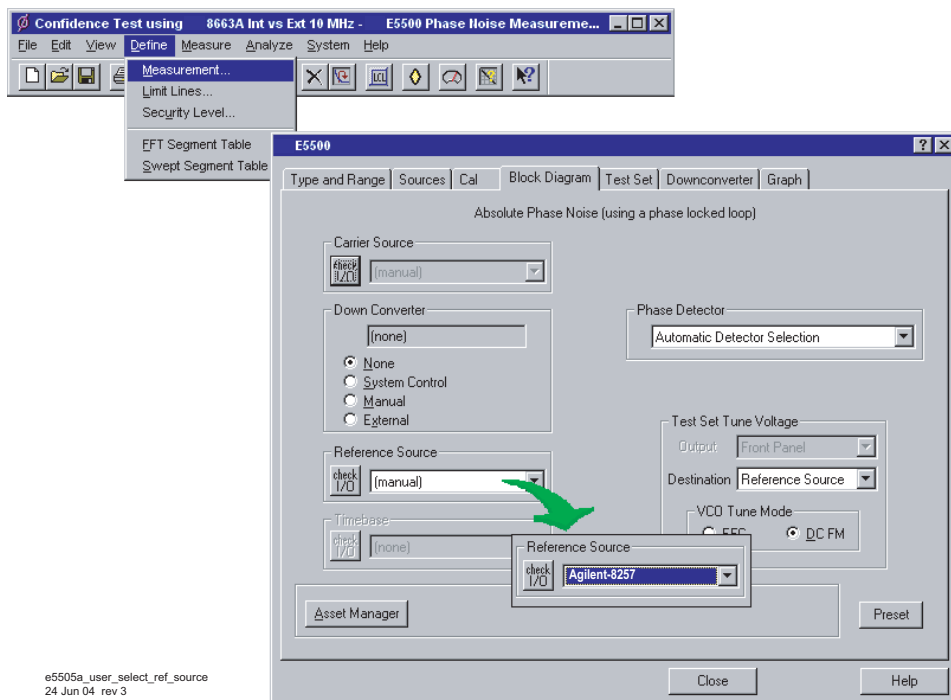 Confidence Test using 8663A Int vs Ext 10 MHz - E5500 Phase Noise Measureme...
File Edit View Define Measure Analyze System Help
LCL
Measurement...
Limit Lines...
Security Level...
FFT Segment Table
Swept Segment Table
E5500
Type and Range Sources Cal Block Diagram Test Set Downconverter Graph
Absolute Phase Noise (using a phase locked loop)
Carrier Source
check I/O (manual)
Down Converter
(none)
None
System Control
Manual
External
Phase Detector
Automatic Detector Selection
Reference Source
check I/O (manual)
Timebase
check I/O (none)
Test Set Tune Voltage
Output Front Panel
Destination Reference Source
VCO Tune Mode
EFC DC FM
Reference Source
check I/O Agilent-8257
Asset Manager
Preset
Close Help
e5505a_user_select_ref_source
24 Jun 04 rev 3